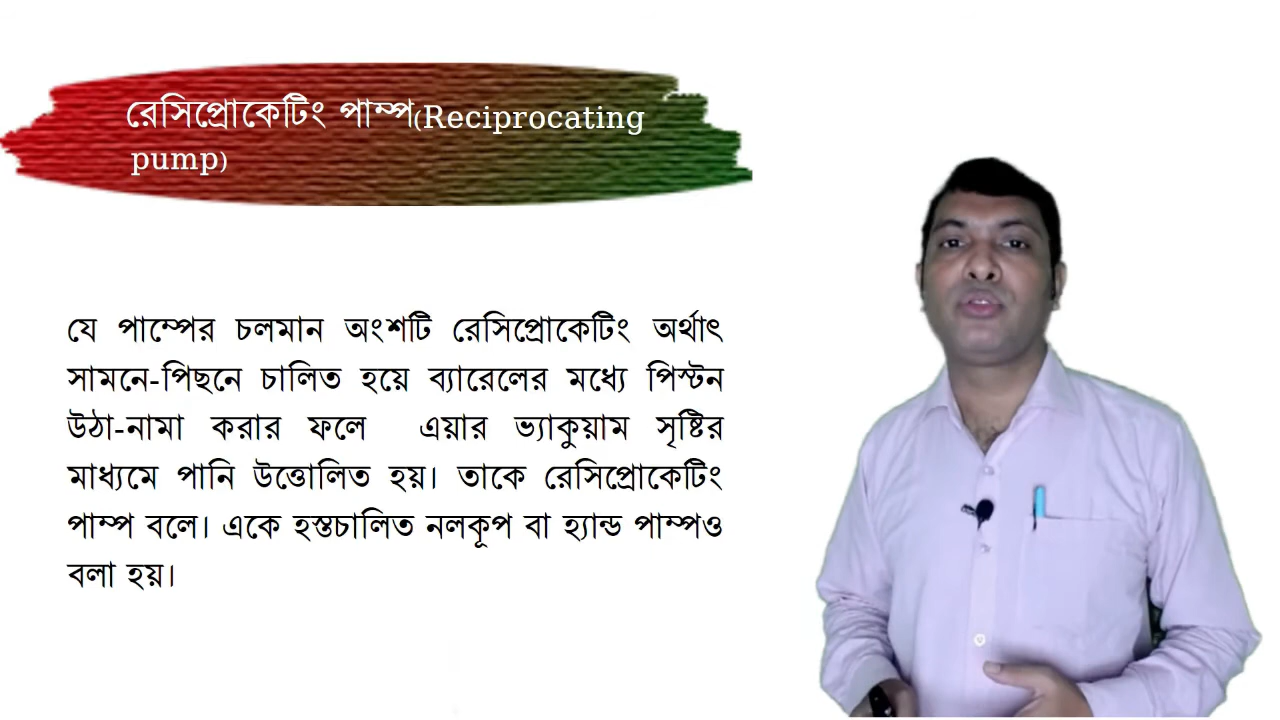 রেসিপ্রোকেটিং পাম্প(Reciprocating
pump)
যে পাম্পের চলমান অংশটি রেসিপ্রোকেটিং অর্থাৎ
সামনে-পিছনে চালিত হয়ে ব্যারেলের মধ্যে পিস্টন
উঠা-নামা করার ফলে এয়ার ভ্যাকুয়াম সৃষ্টির
মাধ্যমে পানি উত্তোলিত হয়। তাকে রেসিপ্রোকেটিং
পাম্প বলে। একে হস্তচালিত নলকূপ বা হ্যান্ড পাম্পও
বলা হয়।